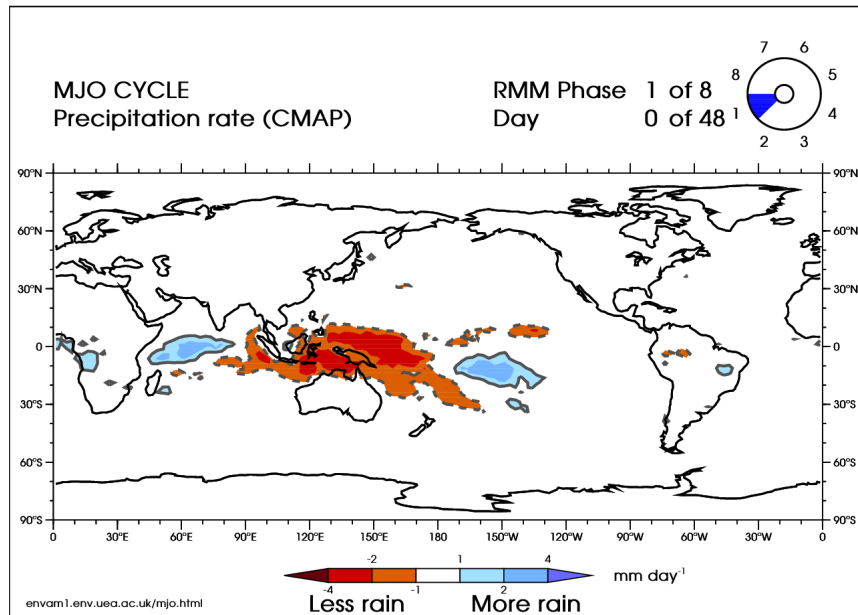 7 6
8 5
1 4
2 3
MJO CYCLE
Precipitation rate (CMAP)
RMM Phase 1 of 8
Day 0 of 48
90°N 90°N
60°N 60°N
30°N 30°N
0 0
30°S 30°S
60°S 60°S
90°S 90°S
0 30°E 60°E 90°E 120°E 150°E 180° 150°W 120°W 90°W 60°W 30°W 0
-2 1 4
-4 -1 2
mm day⁻¹
Less rain More rain
envam1.env.uea.ac.uk/mjo.html